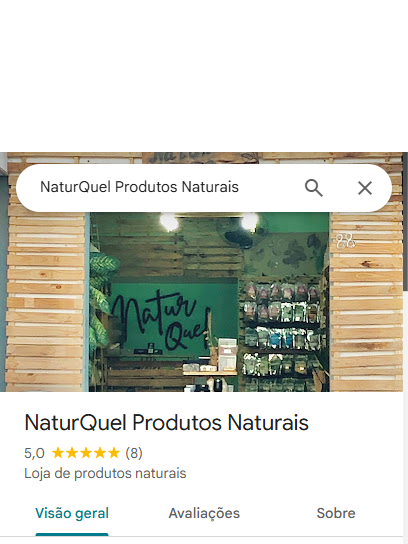 NaturQuel Produtos Naturais
Natur
Quel
NaturQuel Produtos Naturais
5,0 ★★★★★ (8)
Loja de produtos naturais
Visão geral Avaliações Sobre